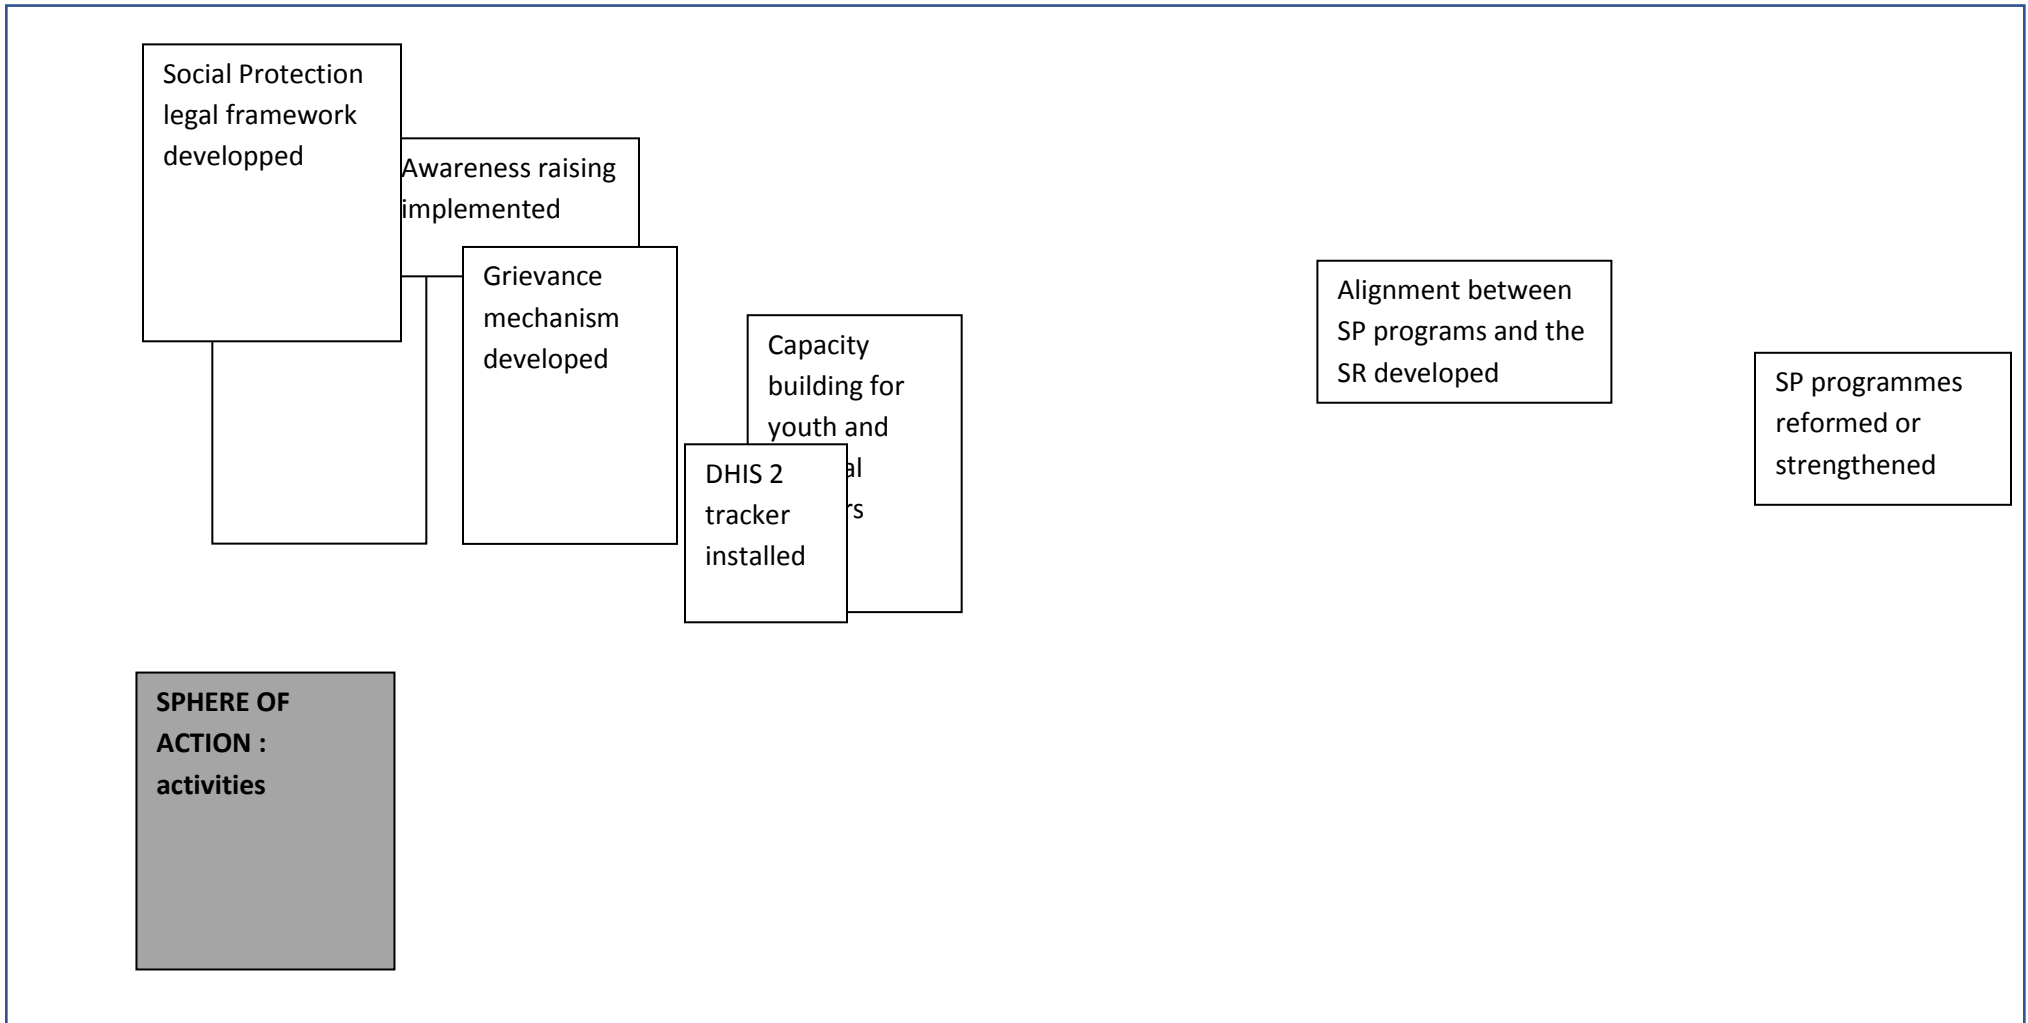 Social Protection
legal framework
developped
Awareness raising
implemented
Grievance
mechanism
developed
Capacity
building for
youth and
DHIS 2
tracker
installed
Alignment between
SP programs and the
SR developed
SP programmes
reformed or
strengthened
SPHERE OF
ACTION :
activities